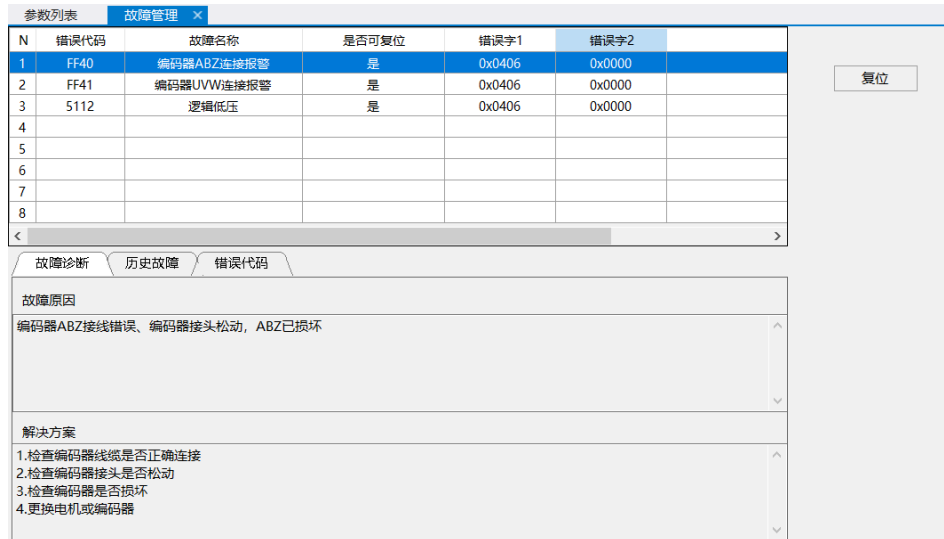 参数列表 故障管理 ×
N 错误代码 故障名称 是否可复位 错误字1 错误字2
1 FF40 编码器ABZ连接报警 是 0x0406 0x0000
2 FF41 编码器UVW连接报警 是 0x0406 0x0000
3 5112 逻辑低压 是 0x0406 0x0000
4
5
6
7
8
复位
故障诊断 历史故障 错误代码
故障原因
编码器ABZ接线错误、编码器接头松动，ABZ已损坏
解决方案
1.检查编码器线缆是否正确连接
2.检查编码器接头是否松动
3.检查编码器是否损坏
4.更换电机或编码器